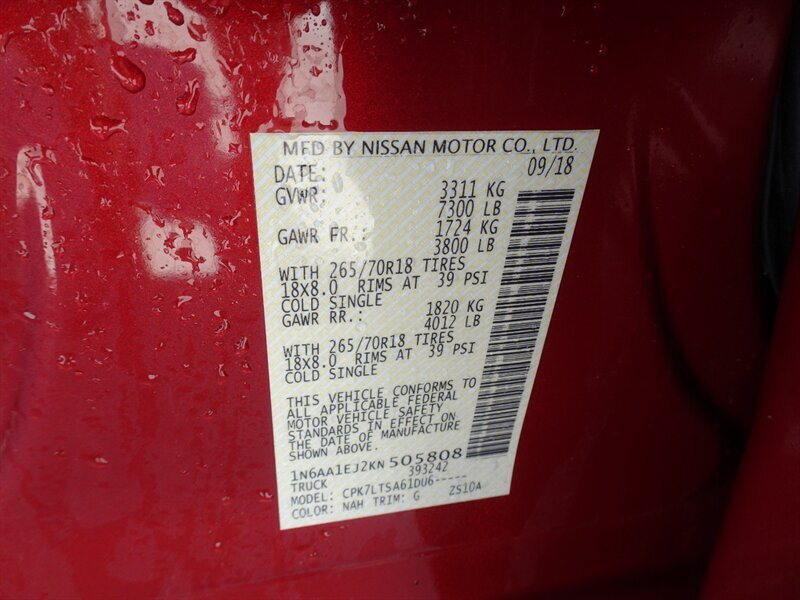 MFD BY NISSAN MOTOR CO., LTD.
DATE: 09/18
GVWR: 3311 KG
7300 LB
GAWR FR.: 1724 KG
3800 LB
WITH 265/70R18 TIRES
18X8.0 RIMS AT 39 PSI
COLD SINGLE
GAWR RR.: 1820 KG
4012 LB
WITH 265/70R18 TIRES
18X8.0 RIMS AT 39 PSI
COLD SINGLE
THIS VEHICLE CONFORMS TO
ALL APPLICABLE FEDERAL
MOTOR VEHICLE SAFETY
STANDARDS IN EFFECT ON
THE DATE OF MANUFACTURE
SHOWN ABOVE.
1N6AA1EJ2KN 505808
TRUCK 393242
MODEL: CPK7LTSA61DU6-----
COLOR: NAH TRIM: G ZS10A